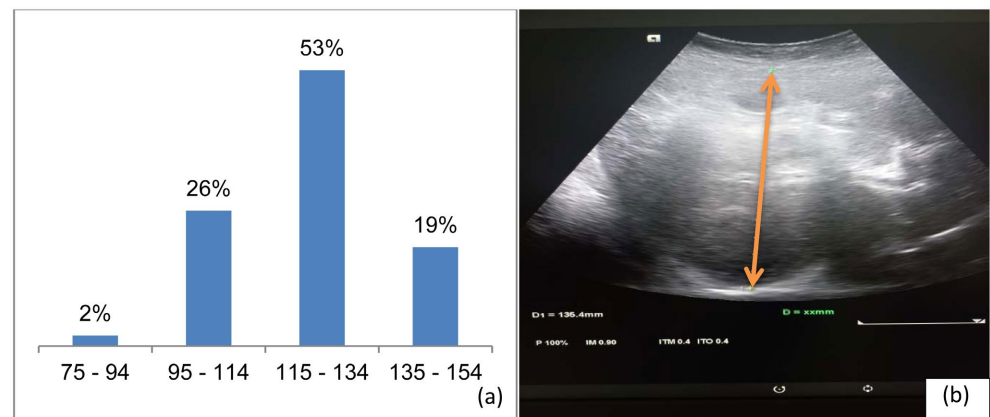 53%
26%
19%
2%
75 - 94 95 - 114 115 - 134 135 - 154
(a)
D1 = 135.4mm
D = xxmm
P 100% IM 0.90 ITM 0.4 ITO 0.4
(b)